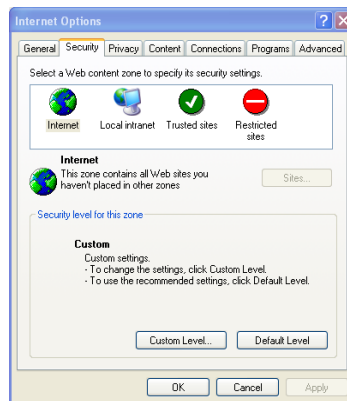 Internet Options
General Security Privacy Content Connections Programs Advanced
Select a Web content zone to specify its security settings.
Internet Local intranet Trusted sites Restricted
sites
Internet
This zone contains all Web sites you
haven't placed in other zones
Sites...
Security level for this zone
Custom
Custom settings.
- To change the settings, click Custom Level.
- To use the recommended settings, click Default Level.
Custom Level... Default Level
OK Cancel Apply